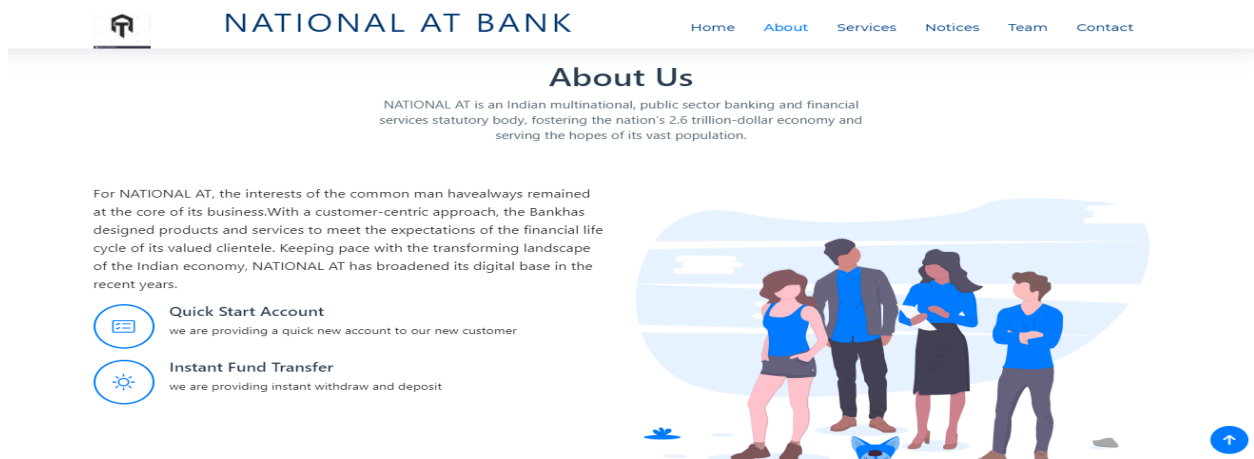 NATIONAL AT BANK
Home About Services Notices Team Contact
About Us
NATIONAL AT is an Indian multinational, public sector banking and financial
services statutory body, fostering the nation's 2.6 trillion-dollar economy and
serving the hopes of its vast population.
For NATIONAL AT, the interests of the common man havealways remained
at the core of its business.With a customer-centric approach, the Bankhas
designed products and services to meet the expectations of the financial life
cycle of its valued clientele. Keeping pace with the transforming landscape
of the Indian economy, NATIONAL AT has broadened its digital base in the
recent years.
Quick Start Account
we are providing a quick new account to our new customer
Instant Fund Transfer
we are providing instant withdraw and deposit